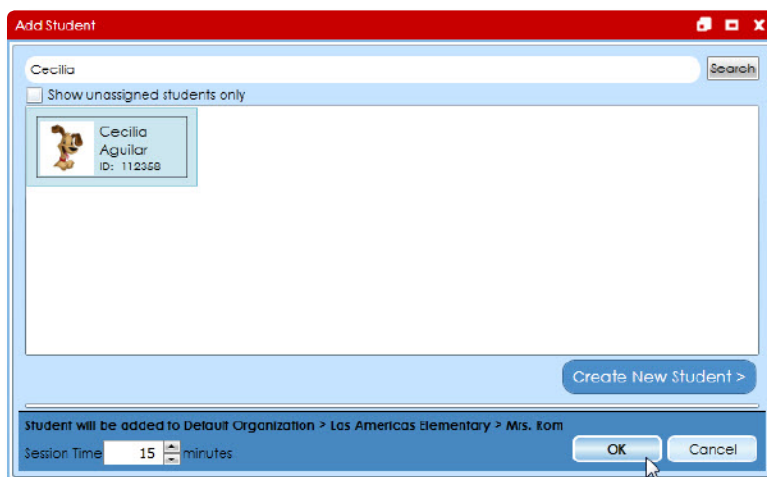 Add Student
Cecilia
Search
Show unassigned students only
Cecilia
Aguilar
ID: 112358
Create New Student >
Student will be added to Default Organization > Las Americas Elementary > Mrs. Rom
Session Time 15 minutes
OK
Cancel